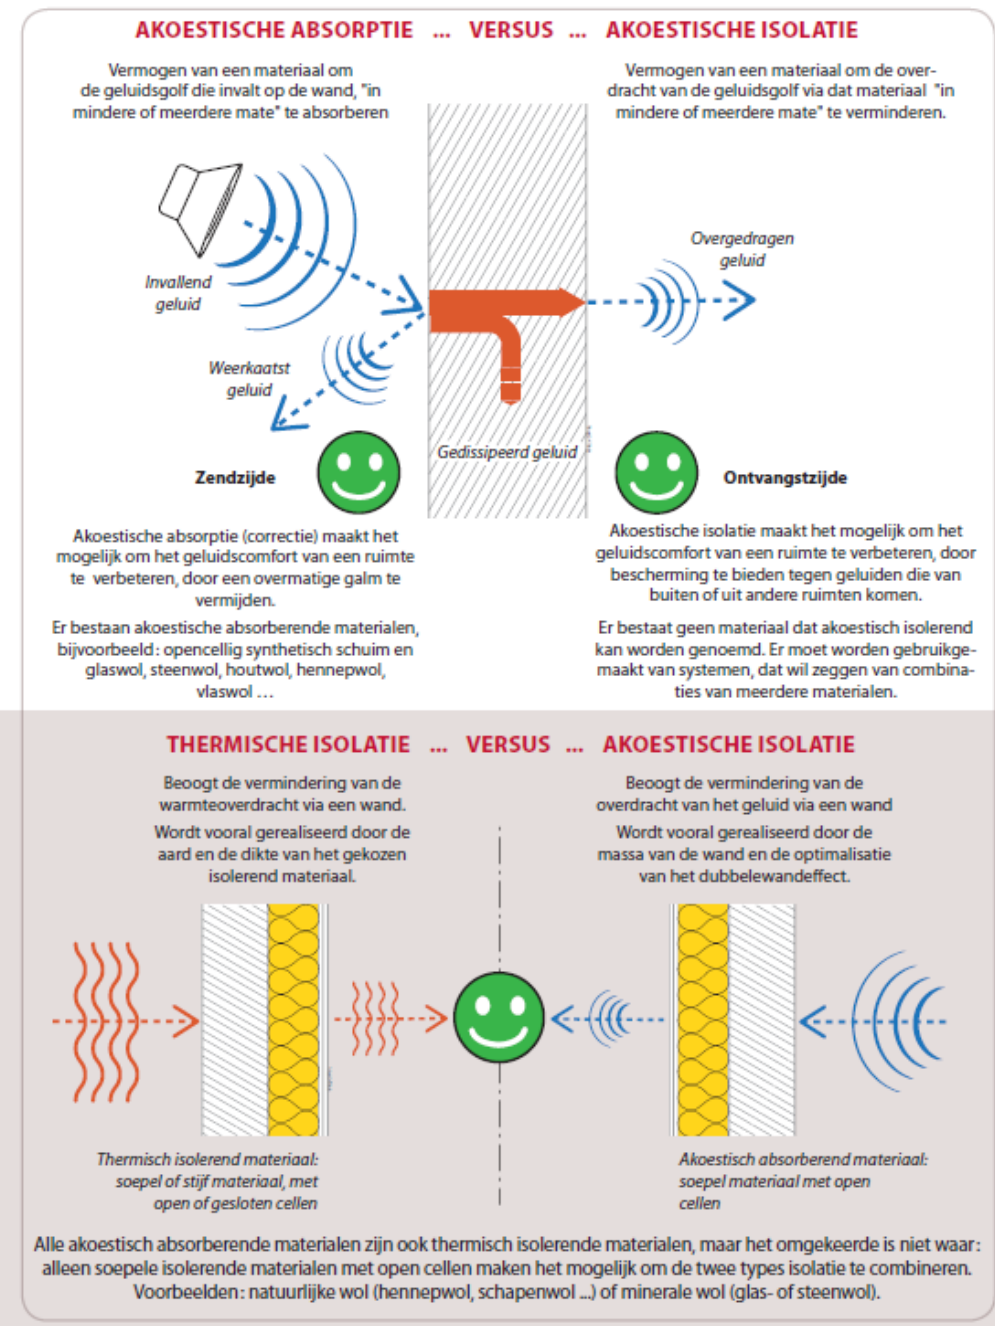 AKOESTISCHE ABSORPTIE ... VERSUS ... AKOESTISCHE ISOLATIE
Vermogen van een materiaal om
de geluidsgolf die invalt op de wand, "in
mindere of meerdere mate" te absorberen
Vermogen van een materiaal om de over-
dracht van de geluidsgolf via dat materiaal "in
mindere of meerdere mate" te verminderen.
Invallend
geluid
Overgedragen
geluid
Weerkaatst
geluid
Gedissipeerd geluid
Zendzijde
Ontvangstzijde
Akoestische absorptie (correctie) maakt het
mogelijk om het geluidscomfort van een ruimte
te verbeteren, door een overmatige galm te
vermijden.
Er bestaan akoestische absorberende materialen,
bijvoorbeeld: opencellig synthetisch schuim en
glaswol, steenwol, houtwol, hennepwol,
vlaswol ...
Akoestische isolatie maakt het mogelijk om het
geluidscomfort van een ruimte te verbeteren, door
bescherming te bieden tegen geluiden die van
buiten of uit andere ruimten komen.
Er bestaat geen materiaal dat akoestisch isolerend
kan worden genoemd. Er moet worden gebruikge-
maakt van systemen, dat wil zeggen van combina-
ties van meerdere materialen.
THERMISCHE ISOLATIE ... VERSUS ... AKOESTISCHE ISOLATIE
Beoogt de vermindering van de
warmteoverdracht via een wand.
Wordt vooral gerealiseerd door de
aard en de dikte van het gekozen
isolerend materiaal.
Beoogt de vermindering van de
overdracht van het geluid via een wand
Wordt vooral gerealiseerd door de
massa van de wand en de optimalisatie
van het dubbelewandeffect.
Thermisch isolerend materiaal:
soepel of stijf materiaal, met
open of gesloten cellen
Akoestisch absorberend materiaal:
soepel materiaal met open
cellen
Alle akoestisch absorberende materialen zijn ook thermisch isolerende materialen, maar het omgekeerde is niet waar:
alleen soepele isolerende materialen met open cellen maken het mogelijk om de twee types isolatie te combineren.
Voorbeelden: natuurlijke wol (hennepwol, schapenwol ...) of minerale wol (glas- of steenwol).